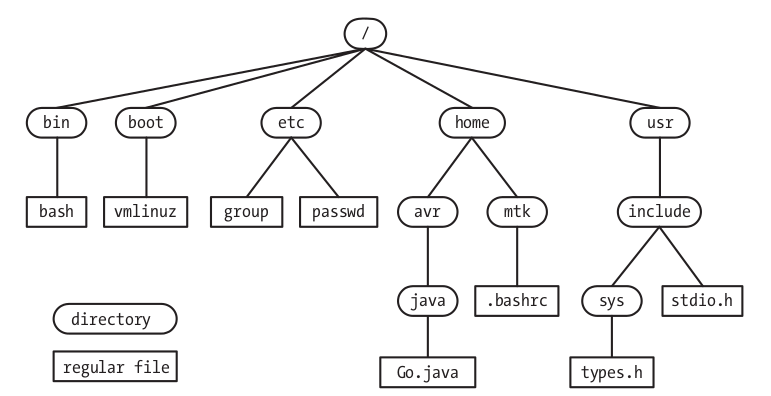 /
bin boot etc home usr
bash vmlinuz group passwd avr mtk include
java .bashrc sys stdio.h
directory
regular file Go.java types.h